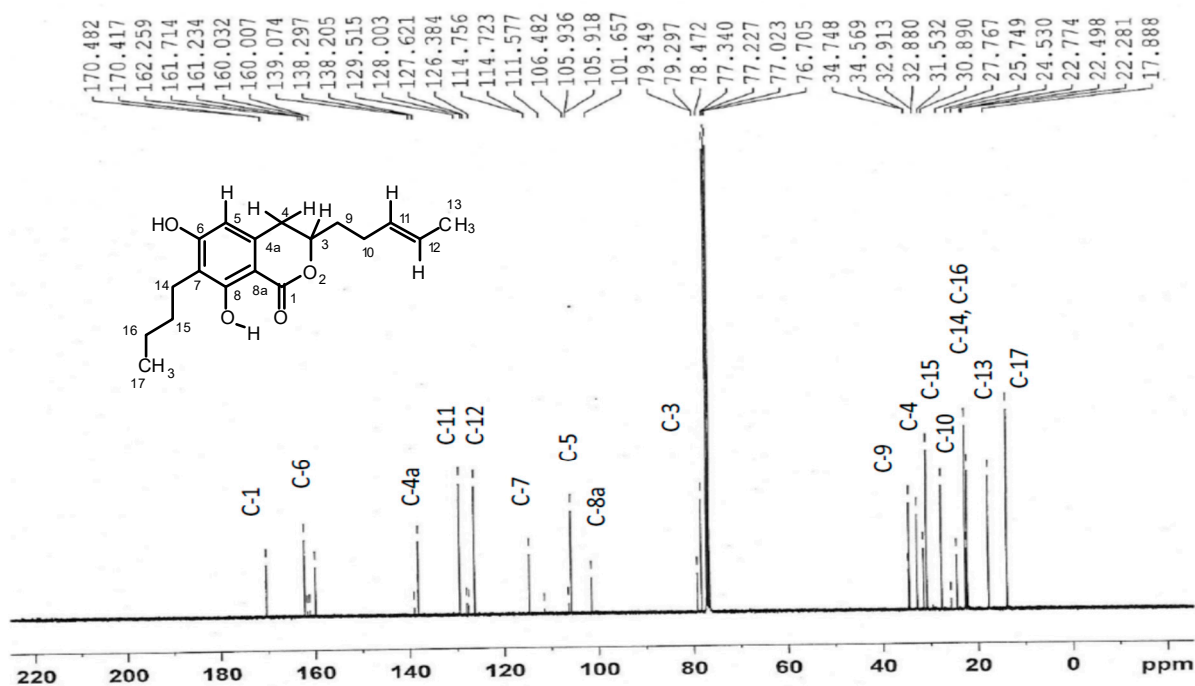 170.482
170.417
162.259
161.714
161.234
160.032
160.007
139.074
138.297
138.205
129.515
128.003
127.621
126.384
114.756
114.723
111.577
106.482
105.936
105.918
101.657
79.349
79.297
78.472
77.340
77.227
77.023
76.705
34.748
34.569
32.913
32.880
31.532
30.890
27.767
25.749
24.530
22.774
22.498
22.281
17.888
H
H
4
H
H
9
H
13
CH3
HO
6
5
4a
3
10
11
12
H
14
7
8
8a
1
O
2
O
H
O
16
15
CH3
17
C-1
C-6
C-4a
C-11
C-12
C-7
C-5
C-8a
C-3
C-9
C-4
C-15
C-10
C-14, C-16
C-13
C-17
220 200 180 160 140 120 100 80 60 40 20 0 ppm